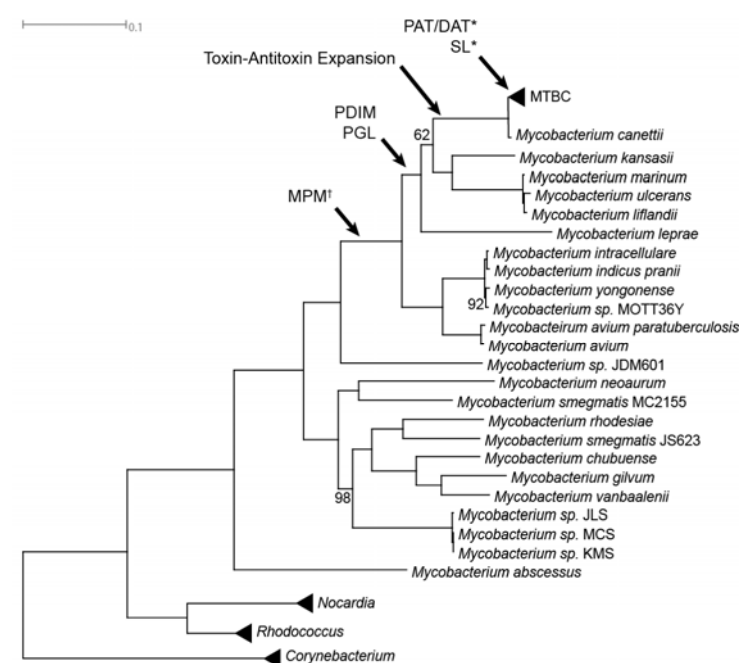 0.1
PAT/DAT*
SL*
Toxin-Antitoxin Expansion
MTBC
PDIM
PGL
62
Mycobacterium canettii
Mycobacterium kansasii
Mycobacterium marinum
MPM†
Mycobacterium ulcerans
Mycobacterium liflandii
Mycobacterium leprae
Mycobacterium intracellulare
Mycobacterium indicus pranii
Mycobacterium yongonense
92
Mycobacterium sp. MOTT36Y
Mycobacteirum avium paratuberculosis
Mycobacterium avium
Mycobacterium sp. JDM601
Mycobacterium neoaurum
Mycobacterium smegmatis MC2155
Mycobacterium rhodesiae
Mycobacterium smegmatis JS623
Mycobacterium chubuense
Mycobacterium gilvum
98
Mycobacterium vanbaalenii
Mycobacterium sp. JLS
Mycobacterium sp. MCS
Mycobacterium sp. KMS
Mycobacterium abscessus
Nocardia
Rhodococcus
Corynebacterium